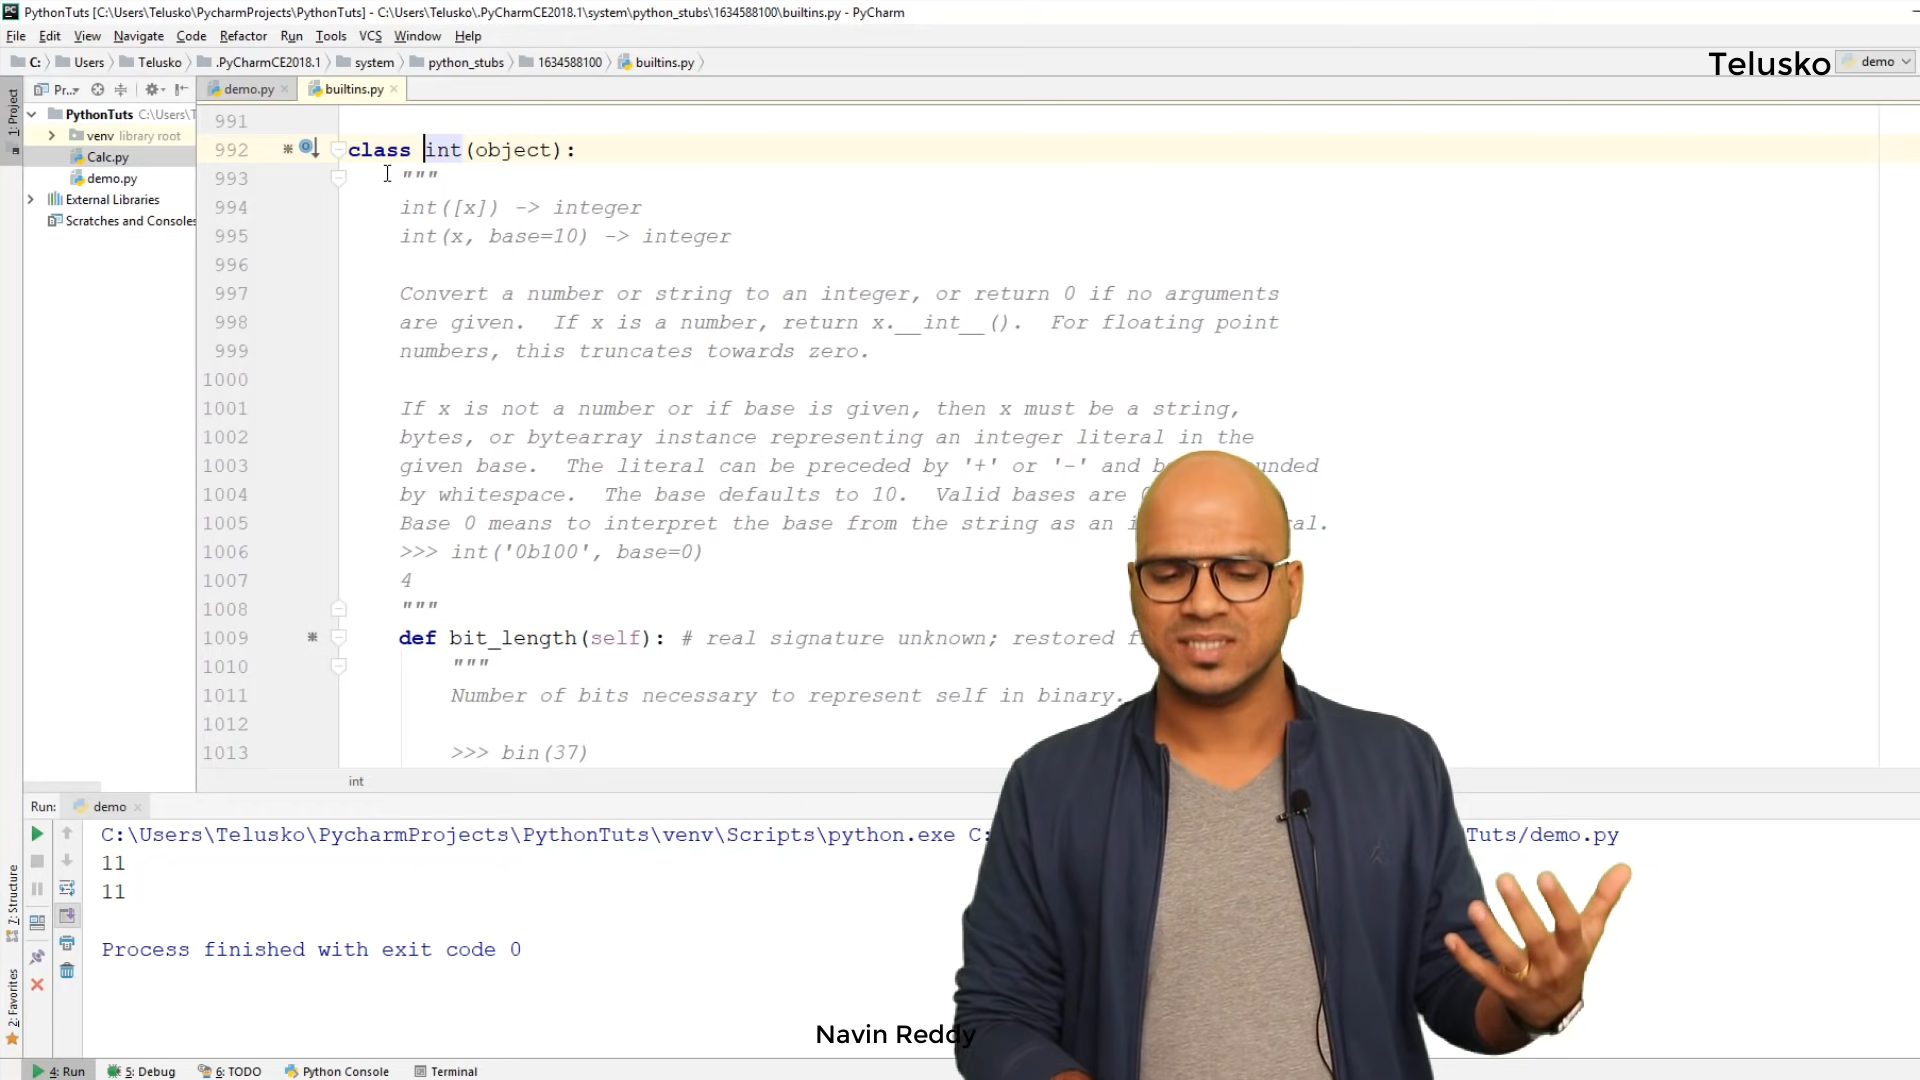 PythonTuts [C:\Users\Telusko\PycharmProjects\PythonTuts] - C:\Users\Telusko\.PyCharmCE2018.1\system\python_stubs\1634588100\builtins.py - PyCharm
File Edit View Navigate Code Refactor Run Tools VCS Window Help
C: Users Telusko .PyCharmCE2018.1 system python_stubs 1634588100 builtins.py
Telusko demo
1: Project
Pr..
demo.py builtins.py
PythonTuts C:\Users\T
venv library root
Calc.py
demo.py
External Libraries
Scratches and Consoles
991
992 class int(object):
993 """
994 int([x]) -> integer
995 int(x, base=10) -> integer
996
997 Convert a number or string to an integer, or return 0 if no arguments
998 are given. If x is a number, return x.__int__(). For floating point
999 numbers, this truncates towards zero.
1000
1001 If x is not a number or if base is given, then x must be a string,
1002 bytes, or bytearray instance representing an integer literal in the
1003 given base. The literal can be preceded by '+' or '-' and b unded
1004 by whitespace. The base defaults to 10. Valid bases are
1005 Base 0 means to interpret the base from the string as an i al.
1006 >>> int('0b100', base=0)
1007 4
1008 """
1009 def bit_length(self): # real signature unknown; restored f
1010 """
1011 Number of bits necessary to represent self in binary.
1012
1013 >>> bin(37)
int
Run: demo
C:\Users\Telusko\PycharmProjects\PythonTuts\venv\Scripts\python.exe C: Tuts/demo.py
11
11
Process finished with exit code 0
7: Structure
2: Favorites
Navin Reddy
4: Run 5: Debug 6: TODO Python Console Terminal